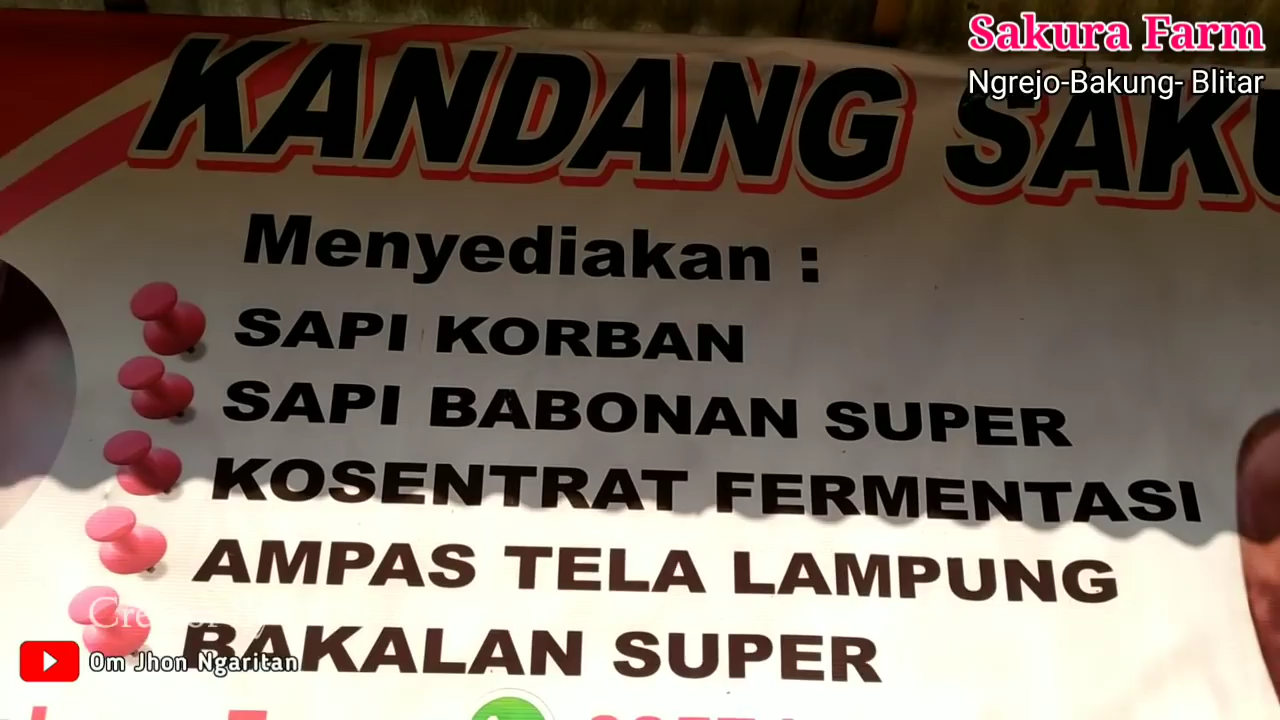 Sakura Farm
Ngrejo-Bakung- Blitar
KANDANG
Menyediakan :
SAPI KORBAN
SAPI BABONAN SUPER
KOSENTRAT FERMENTASI
AMPAS TELA LAMPUNG
BAKALAN SUPER
Om Jhon Ngaritan